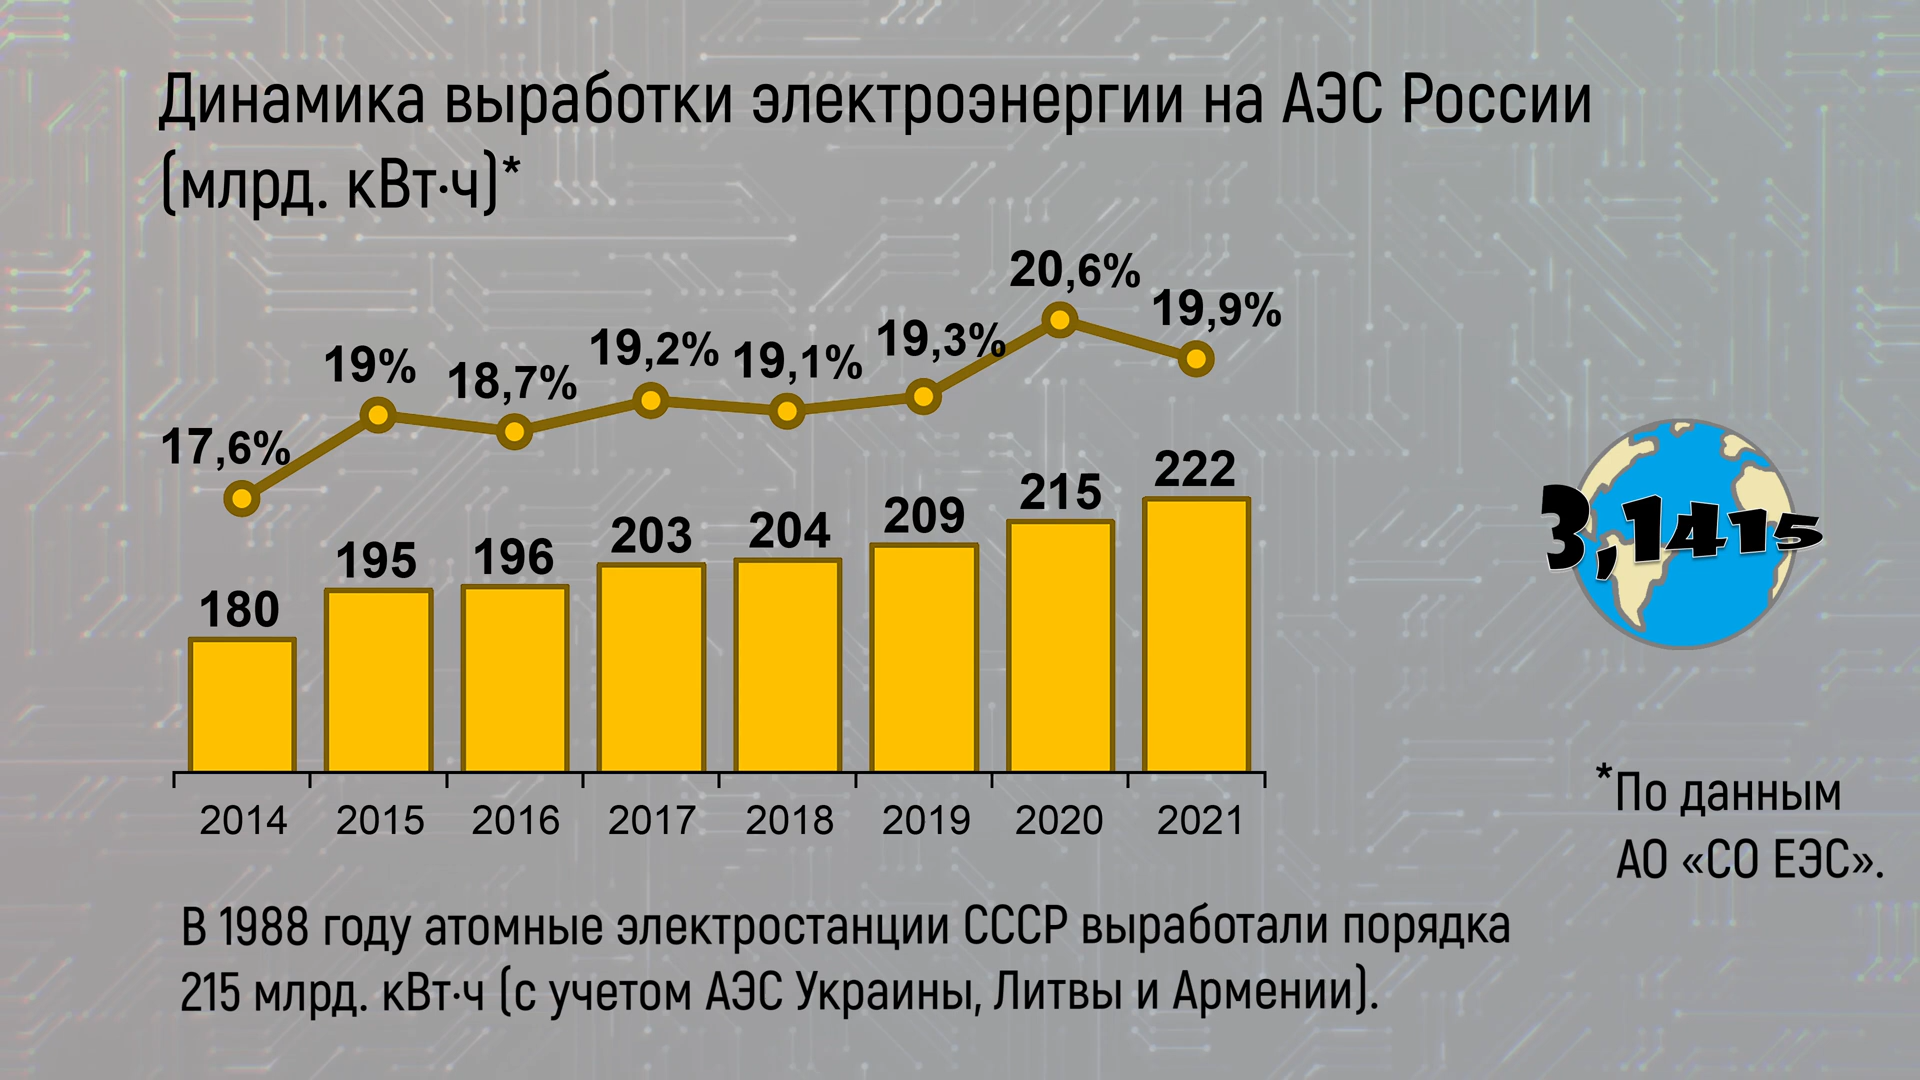 Динамика выработки электроэнергии на АЭС России
(млрд. кВт·ч)*
17,6% 19% 18,7% 19,2% 19,1% 19,3% 20,6% 19,9%
180 195 196 203 204 209 215 222
2014 2015 2016 2017 2018 2019 2020 2021
3,1415
*По данным
АО «СО ЕЭС».
В 1988 году атомные электростанции СССР выработали порядка
215 млрд. кВт·ч (с учетом АЭС Украины, Литвы и Армении).